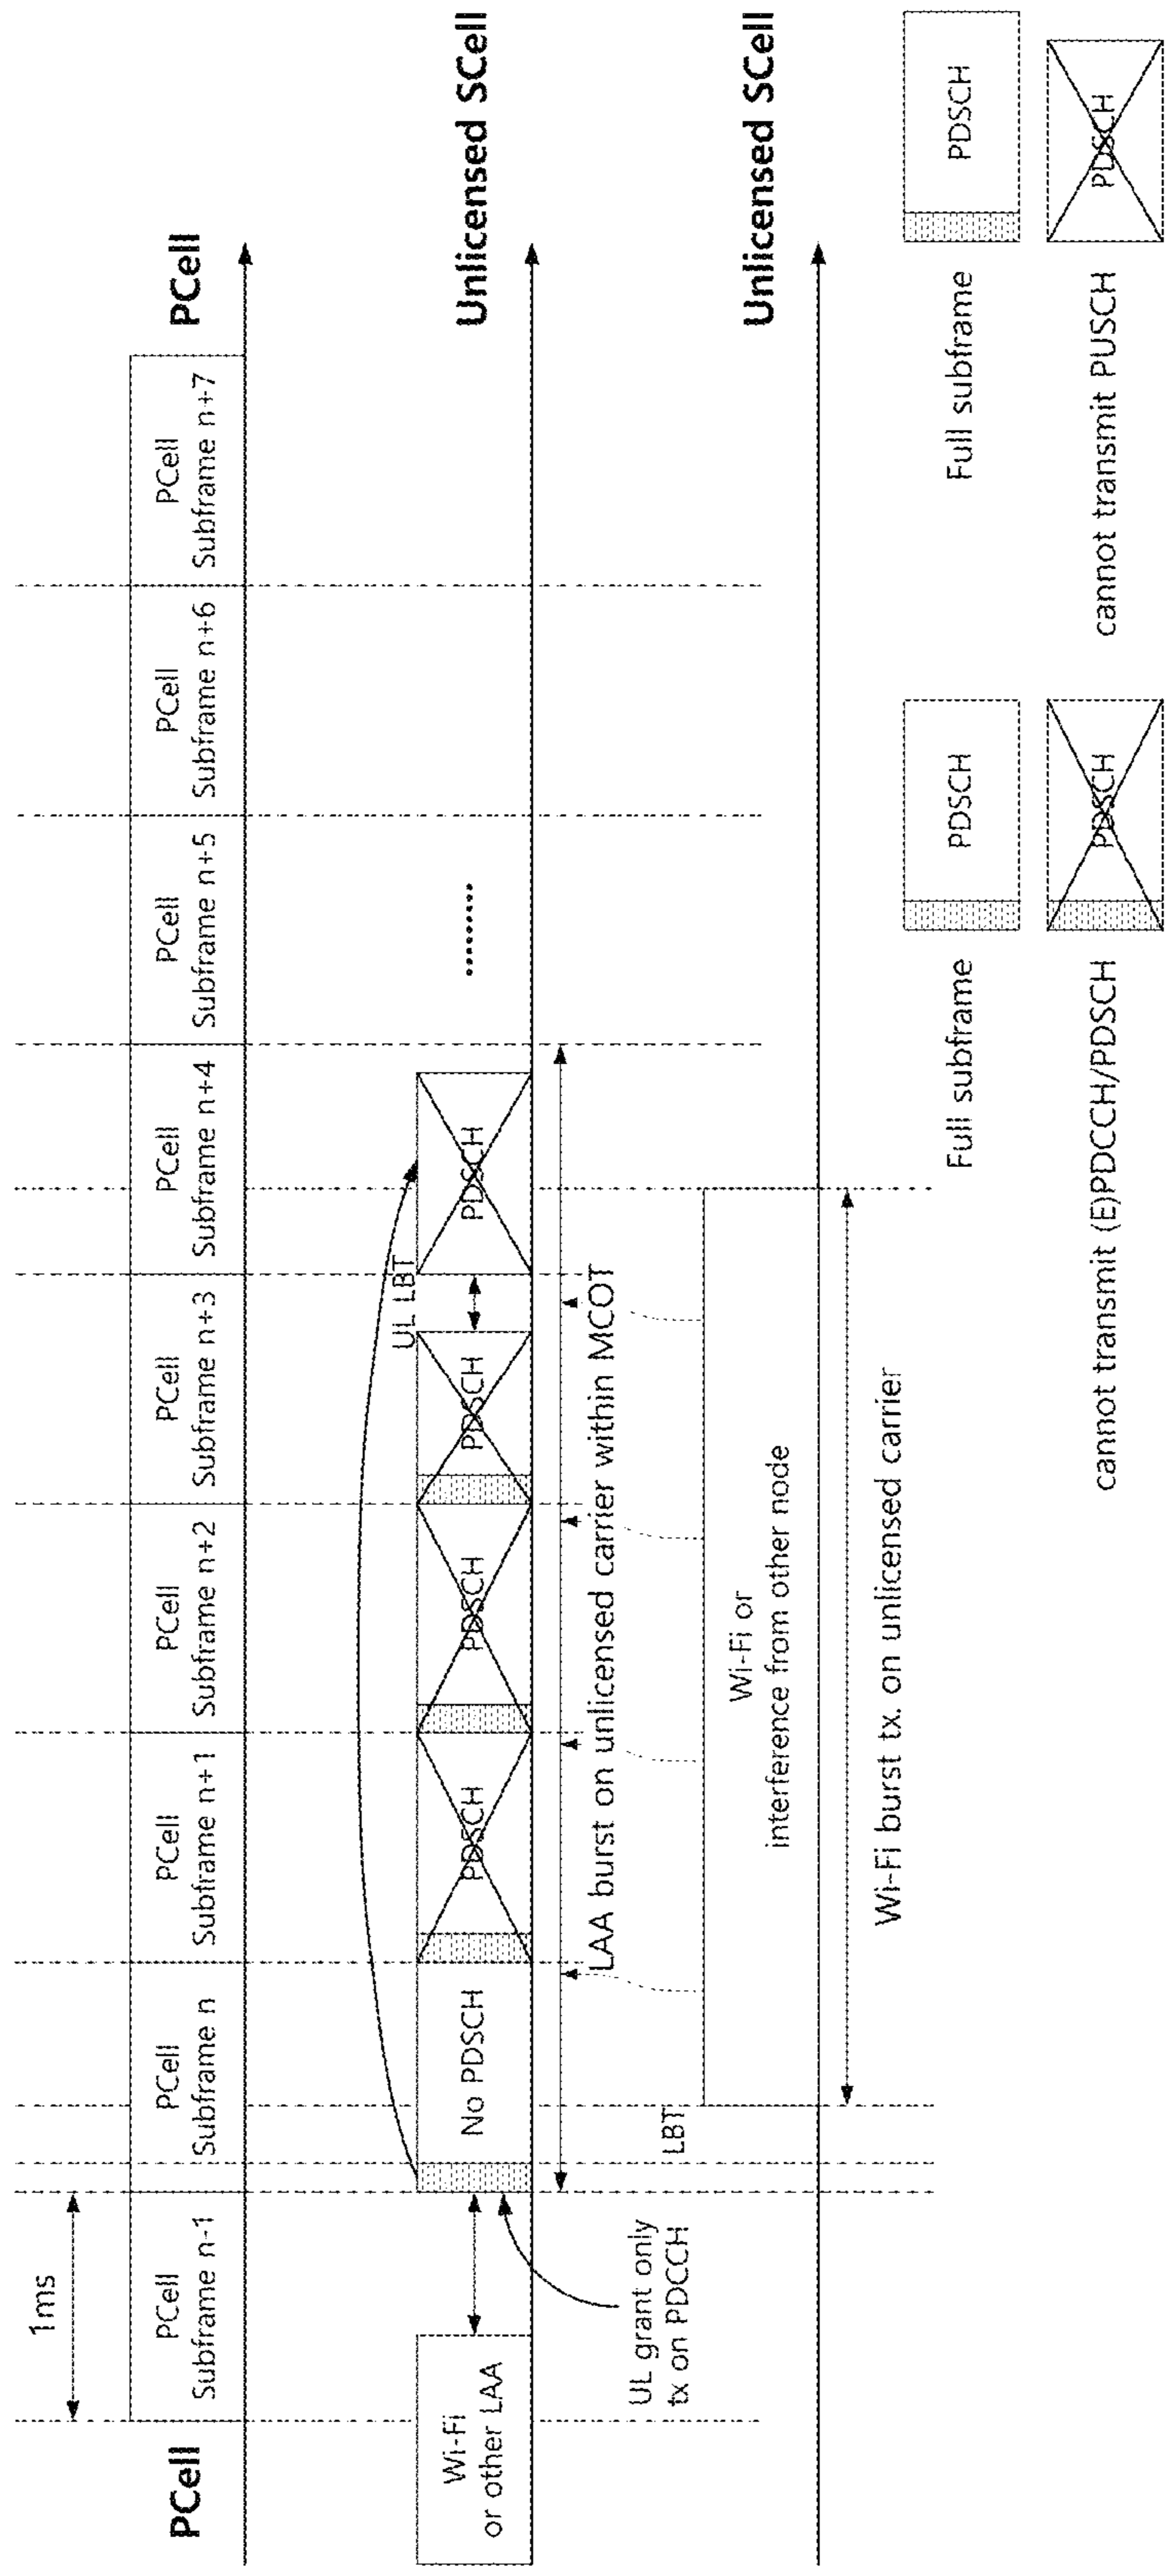 1ms
PCell
PCell
Subframe n-1
PCell
Subframe n
PCell
Subframe n+1
PCell
Subframe n+2
PCell
Subframe n+3
PCell
Subframe n+4
PCell
Subframe n+5
PCell
Subframe n+6
PCell
Subframe n+7
PCell
Wi-Fi
or other LAA
No PDSCH
PDSCH
PDSCH
PDSCH
UL LBT
PDSCH
........
Unlicensed SCell
UL grant only
tx on PDCCH
LAA burst on unlicensed carrier within MCOT
LBT
Wi-Fi or
interference from other node
Unlicensed SCell
Wi-Fi burst tx. on unlicensed carrier
Full subframe
PDSCH
Full subframe
PDSCH
cannot transmit (E)PDCCH/PDSCH
PDSCH
cannot transmit PUSCH
PDSCH